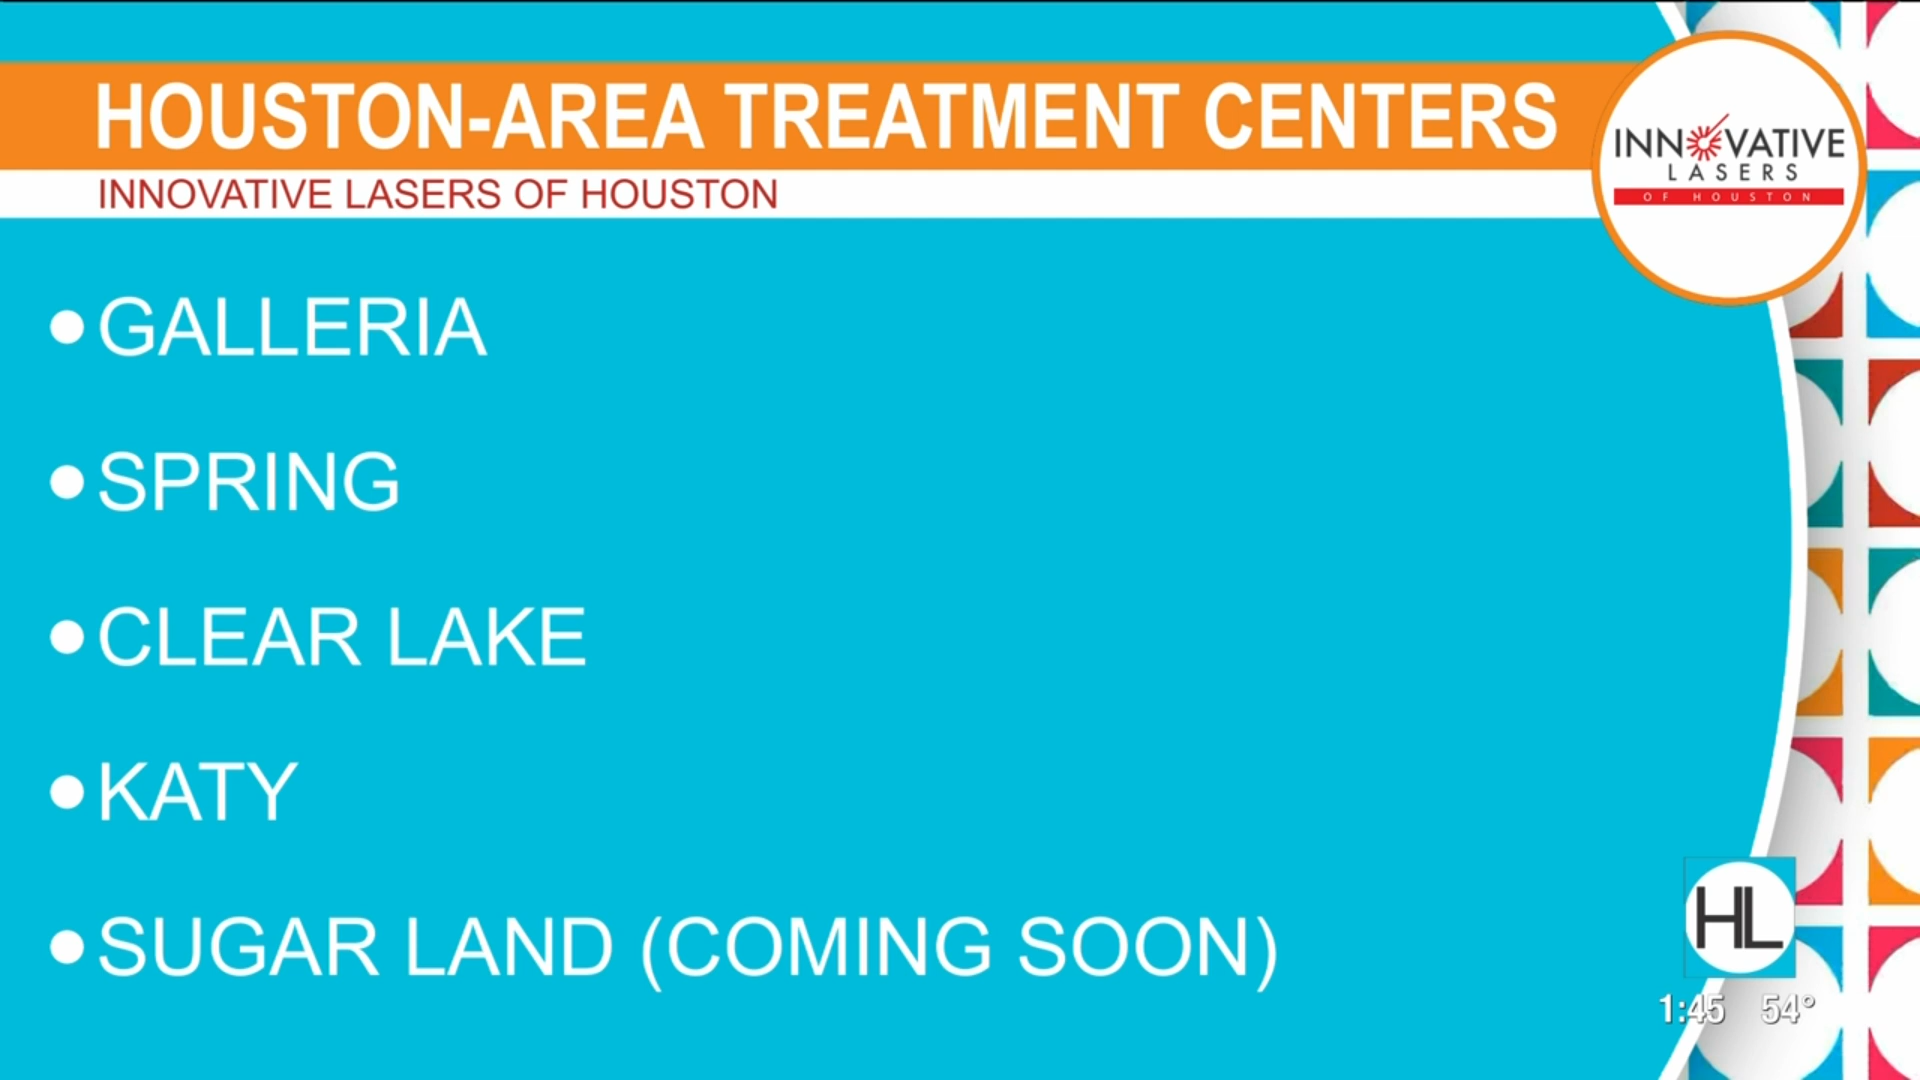 HOUSTON-AREA TREATMENT CENTERS
INNOVATIVE LASERS OF HOUSTON
INNOVATIVE
LASERS
OF HOUSTON
•GALLERIA
•SPRING
•CLEAR LAKE
•KATY
•SUGAR LAND (COMING SOON)
HL
1:45 54°